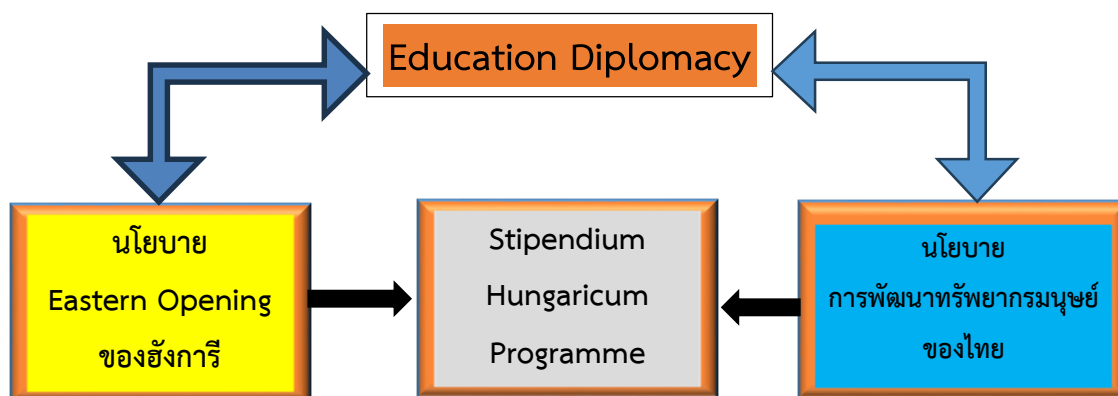 Education Diplomacy
นโยบาย
Eastern Opening
ของฮังการี
Stipendium
Hungaricum
Programme
นโยบาย
การพัฒนาทรัพยากรมนุษย์
ของไทย